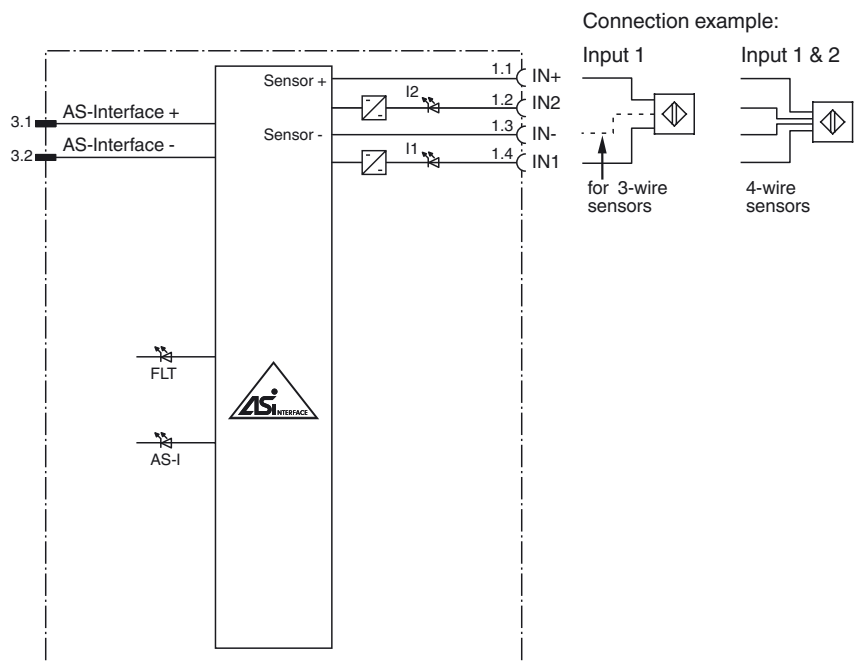 Connection example:
Input 1
Input 1 & 2
Sensor +
1.1
IN+
I2
1.2
IN2
3.1
AS-Interface +
Sensor -
1.3
IN-
3.2
AS-Interface -
I1
1.4
IN1
for 3-wire
sensors
4-wire
sensors
FLT
ASi INTERFACE
AS-I